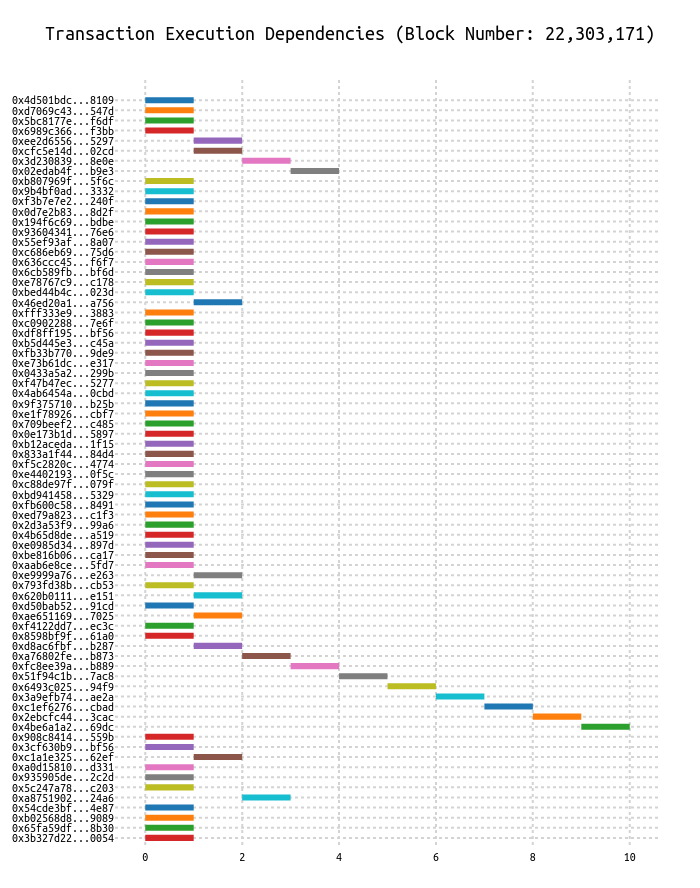 Transaction Execution Dependencies (Block Number: 22,303,171)
0x4d501bdc...8109
0xd7069c43...547d
0x5bc8177e...f6df
0x6989c366...f3bb
0xee2d6556...5297
0xcfc5e14d...02cd
0x3d230839...8e0e
0x02edab4f...b9e3
0xb807969f...5f6c
0x9b4bf0ad...3332
0xf3b7e7e2...240f
0x0d7e2b83...8d2f
0x194f6c69...bdbe
0x93604341...76e6
0x55ef93af...8a07
0xc686eb69...75d6
0x636ccc45...f6f7
0x6cb589fb...bf6d
0xe78767c9...c178
0xbed44b4c...023d
0x46ed20a1...a756
0xfff333e9...3883
0xc0902288...7e6f
0xdf8ff195...bf56
0xb5d445e3...c45a
0xfb33b770...9de9
0xe73b61dc...e317
0x0433a5a2...299b
0xf47b47ec...5277
0x4ab6454a...0cbd
0x9f375710...b25b
0xe1f78926...cbf7
0x709beef2...c485
0x0e173b1d...5897
0xb12aceda...1f15
0x833a1f44...84d4
0xf5c2820c...4774
0xe4402193...0f5c
0xc88de97f...079f
0xbd941458...5329
0xfb600c58...8491
0xed79a823...c1f3
0x2d3a53f9...99a6
0x4b65d8de...a519
0xe0985d34...897d
0xbe816b06...ca17
0xaab6e8ce...5fd7
0xe9999a76...e263
0x793fd38b...cb53
0x620b0111...e151
0xd50bab52...91cd
0xae651169...7025
0xf4122dd7...ec3c
0x8598bf9f...61a0
0xd8ac6fbf...b287
0xa76802fe...b873
0xfc8ee39a...b889
0x51f94c1b...7ac8
0x6493c025...94f9
0x3a9efb74...ae2a
0xc1ef6276...cbad
0x2ebcfc44...3cac
0x4be6a1a2...69dc
0x908c8414...559b
0x3cf630b9...bf56
0xc1a1e325...62ef
0xa0d15810...d331
0x935905de...2c2d
0x5c247a78...c203
0xa8751902...24a6
0x54cde3bf...4e87
0xb02568d8...9089
0x65fa59df...8b30
0x3b327d22...0054
0 2 4 6 8 10